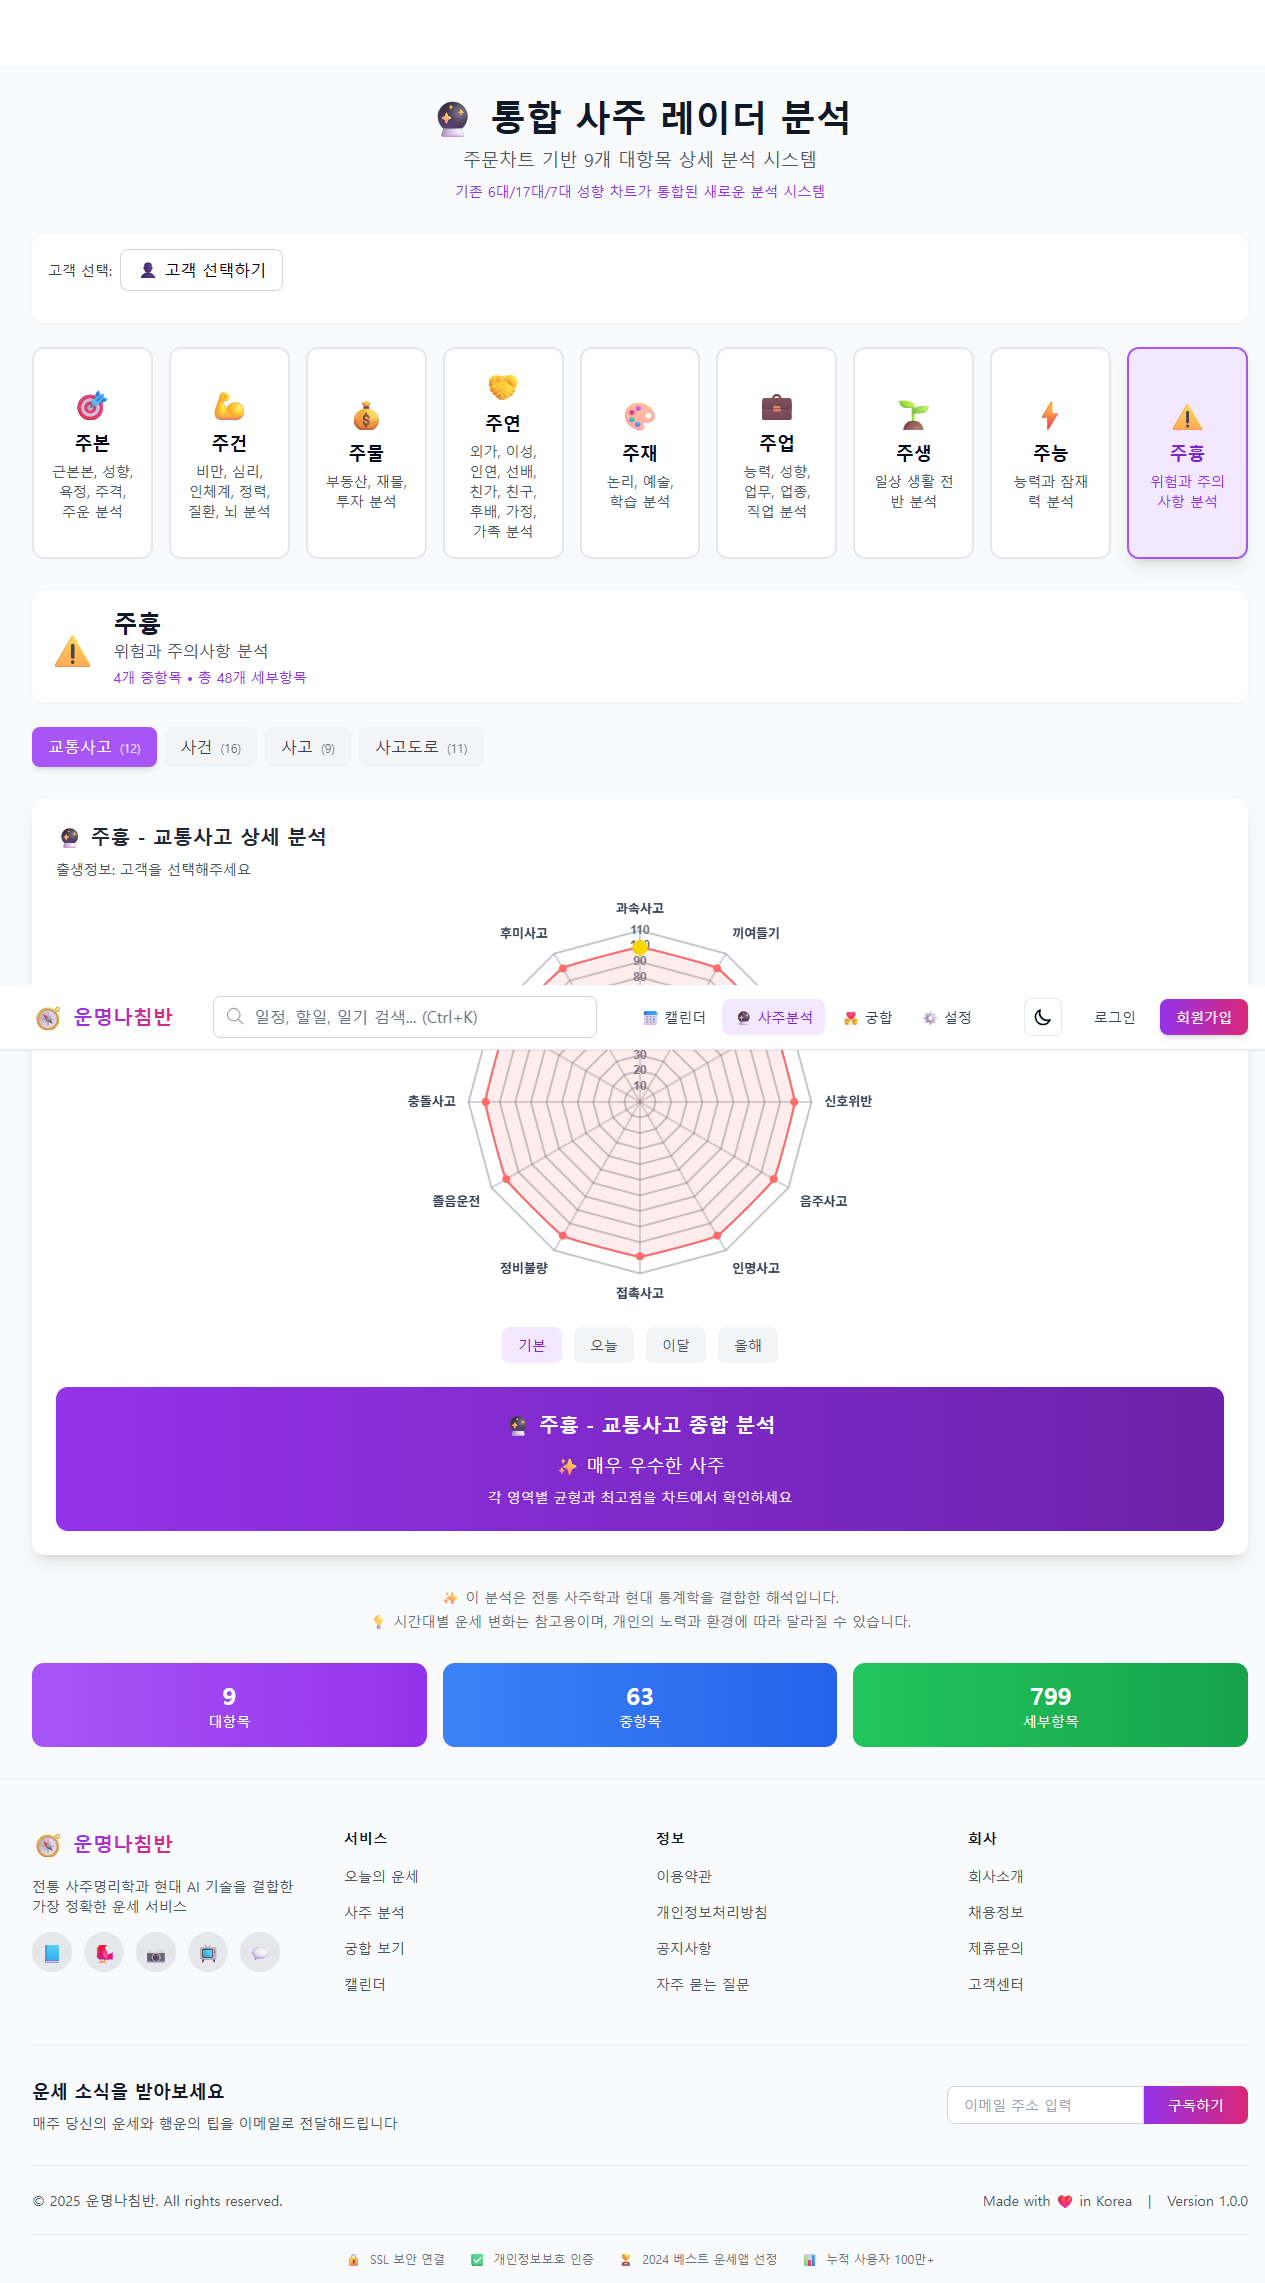 통합 사주 레이더 분석
주문차트 기반 9개 대항목 상세 분석 시스템
기존 6대/17대/7대 성향 차트가 통합된 새로운 분석 시스템
고객 선택: 고객 선택하기
주본
근본본, 성향,
욕정, 주격,
주운 분석
주건
비만, 심리,
인체계, 정력,
질환, 뇌 분석
주물
부동산, 재물,
투자 분석
주연
외가, 이성,
인연, 선배,
친가, 친구,
후배, 가정,
가족 분석
주재
논리, 예술,
학습 분석
주업
능력, 성향,
업무, 업종,
직업 분석
주생
일상 생활 전
반 분석
주능
능력과 잠재
력 분석
주흉
위험과 주의
사항 분석
주흉
위험과 주의사항 분석
4개 중항목 • 총 48개 세부항목
교통사고 (12)
사건 (16)
사고 (9)
사고도로 (11)
주흉 - 교통사고 상세 분석
출생정보: 고객을 선택해주세요
과속사고
후미사고
끼여들기
110
90
80
운명나침반
일정, 할일, 일기 검색... (Ctrl+K)
캘린더
사주분석
궁합
설정
로그인
회원가입
30
20
10
충돌사고
신호위반
졸음운전
음주사고
정비불량
인명사고
접촉사고
기본
오늘
이달
올해
주흉 - 교통사고 종합 분석
매우 우수한 사주
각 영역별 균형과 최고점을 차트에서 확인하세요
이 분석은 전통 사주학과 현대 통계학을 결합한 해석입니다.
시간대별 운세 변화는 참고용이며, 개인의 노력과 환경에 따라 달라질 수 있습니다.
9
대항목
63
중항목
799
세부항목
운명나침반
전통 사주명리학과 현대 AI 기술을 결합한
가장 정확한 운세 서비스
서비스
오늘의 운세
사주 분석
궁합 보기
캘린더
정보
이용약관
개인정보처리방침
공지사항
자주 묻는 질문
회사
회사소개
채용정보
제휴문의
고객센터
운세 소식을 받아보세요
매주 당신의 운세와 행운의 팁을 이메일로 전달해드립니다
이메일 주소 입력
구독하기
© 2025 운명나침반. All rights reserved.
Made with ❤️ in Korea | Version 1.0.0
SSL 보안 연결
개인정보보호 인증
2024 베스트 운세앱 선정
누적 사용자 100만+